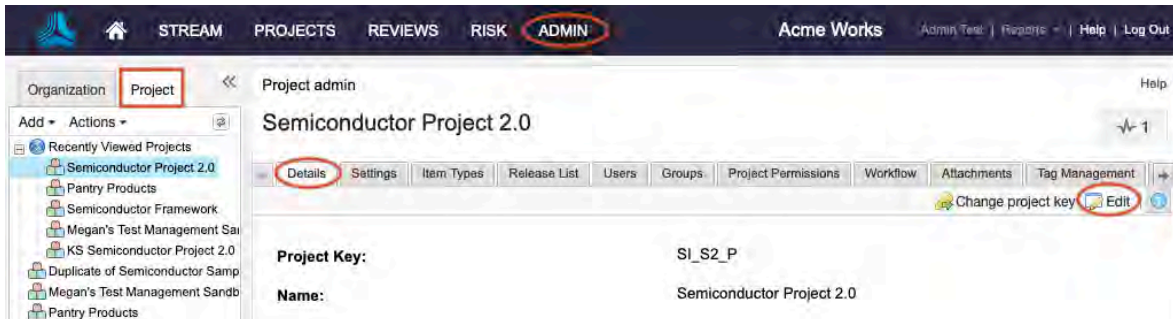 STREAM PROJECTS REVIEWS RISK ADMIN Acme Works Admin Test | Reports | Help | Log Out
Organization Project Project admin Help
Add Actions Semiconductor Project 2.0 1
Recently Viewed Projects
Semiconductor Project 2.0
Details Settings Item Types Release List Users Groups Project Permissions Workflow Attachments Tag Management
Pantry Products
Semiconductor Framework
Change project key Edit
Megan's Test Management Sa
KS Semiconductor Project 2.0
Project Key: SI_S2_P
Duplicate of Semiconductor Samp
Megan's Test Management Sandb
Name: Semiconductor Project 2.0
Pantry Products